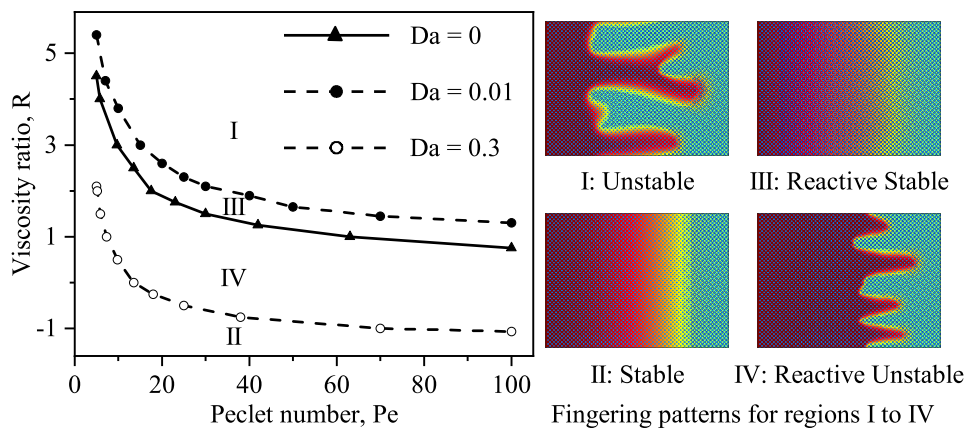 Viscosity ratio, R
5
3
1
-1
0
20
40
60
80
100
Peclet number, Pe
Da = 0
Da = 0.01
Da = 0.3
I
III
IV
II
I: Unstable
III: Reactive Stable
II: Stable
IV: Reactive Unstable
Fingering patterns for regions I to IV